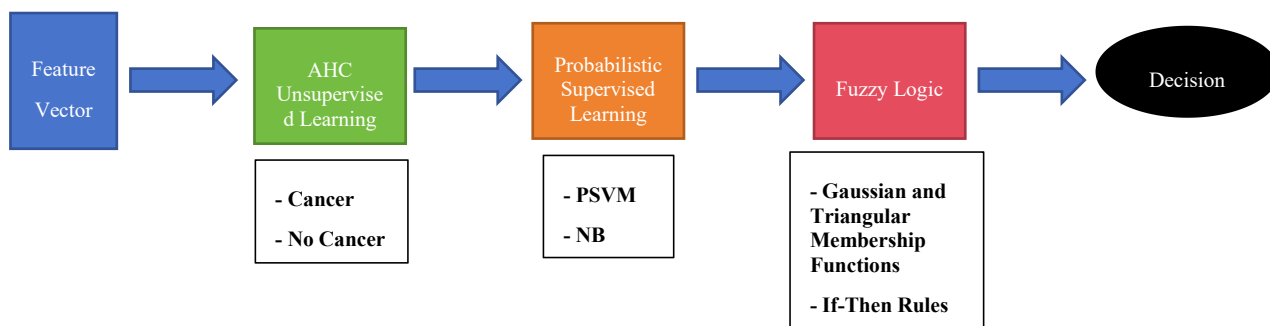 Feature
Vector
AHC
Unsupervise
d Learning
Probabilistic
Supervised
Learning
Fuzzy Logic
Decision
- Cancer
- No Cancer
- PSVM
- NB
- Gaussian and
Triangular
Membership
Functions
- If-Then Rules